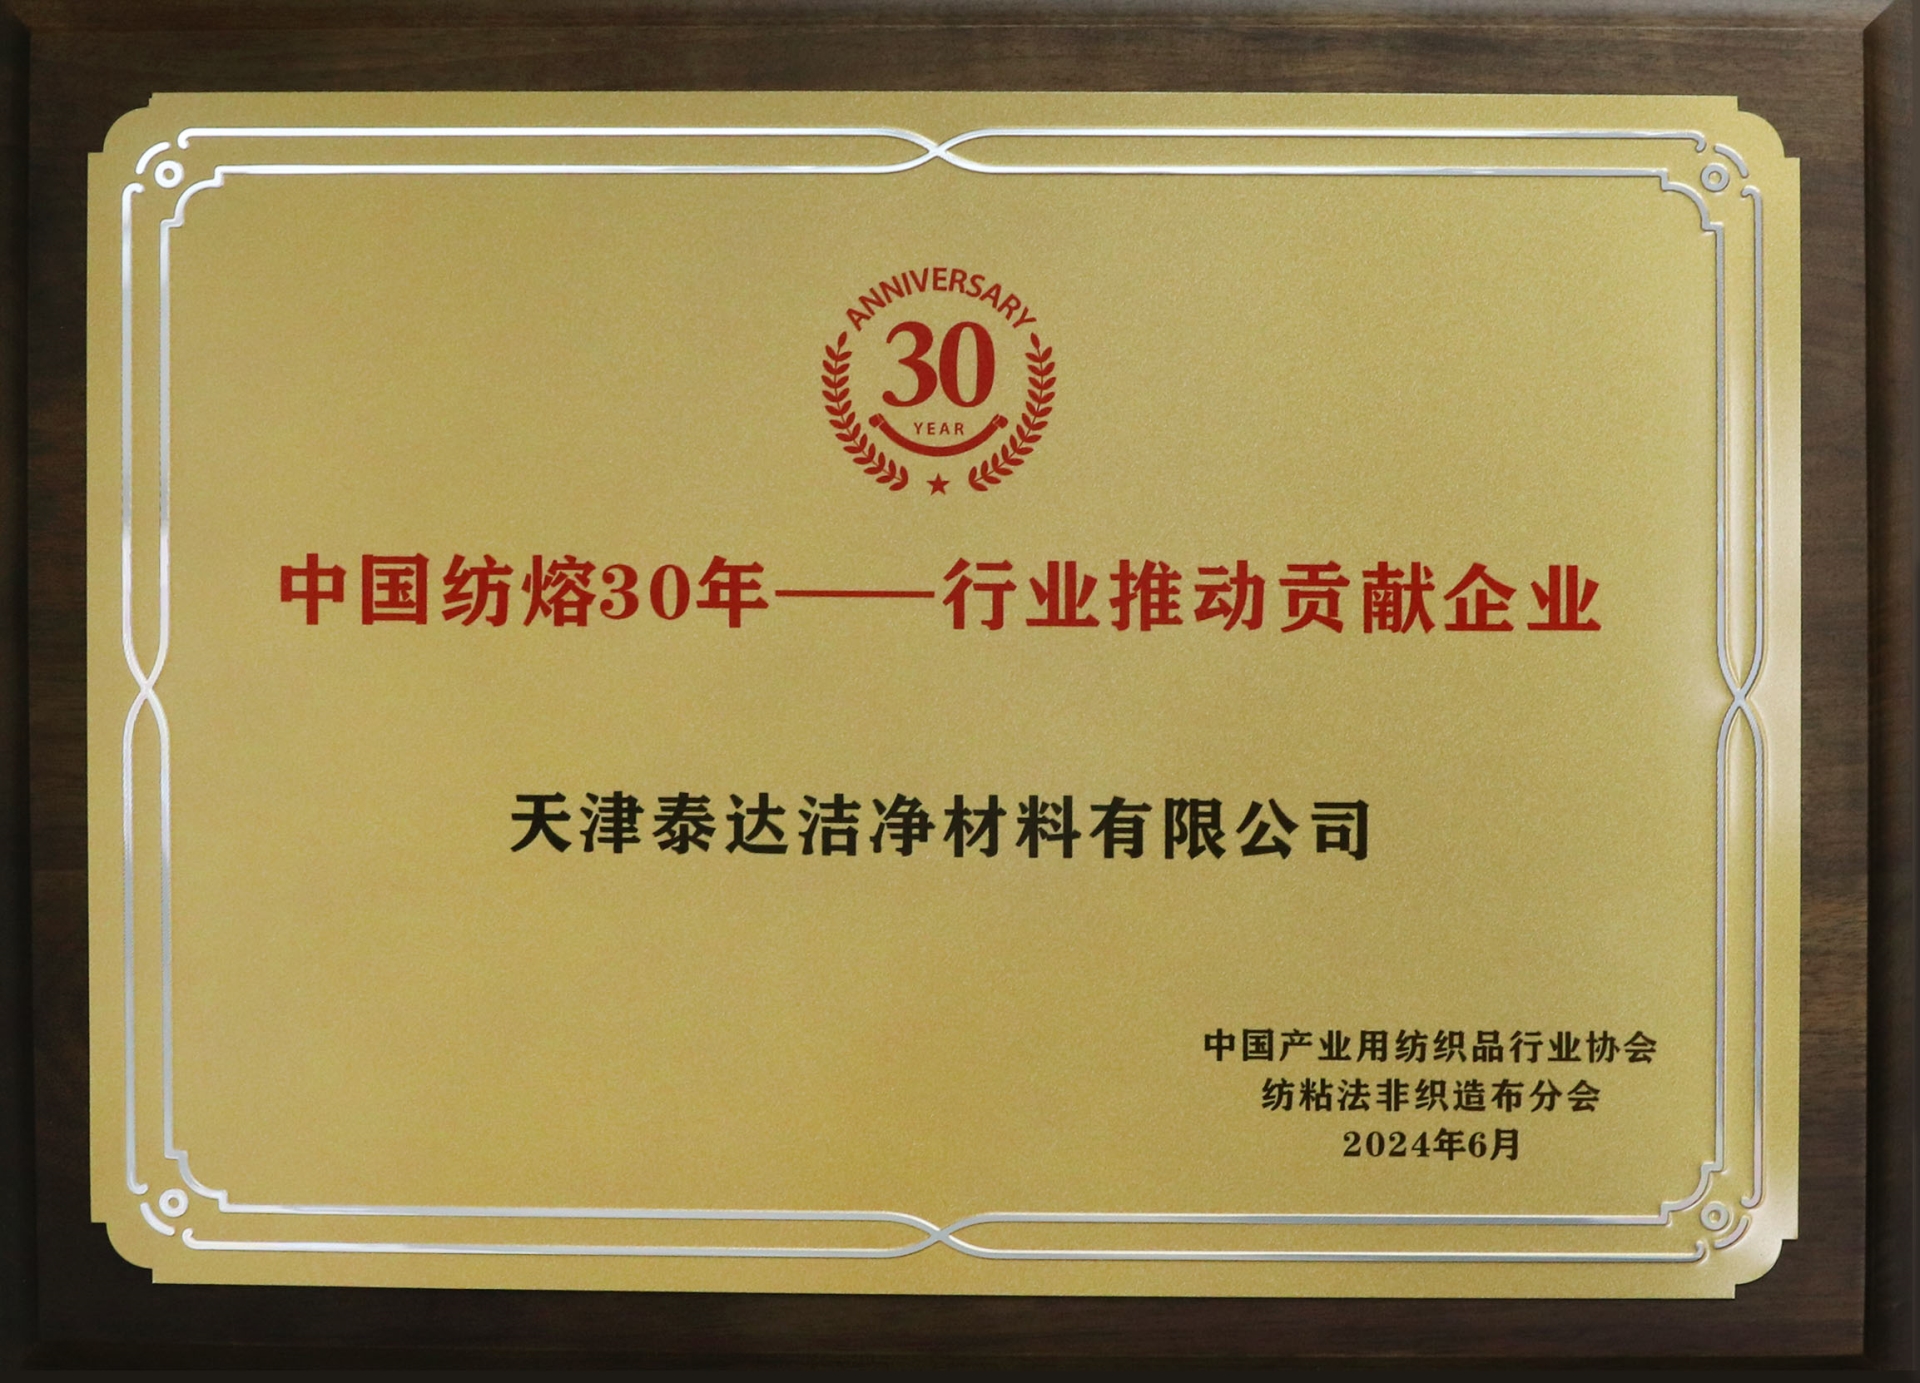 ANNIVERSARY
30
YEAR
中国纺熔30年——行业推动贡献企业
天津泰达洁净材料有限公司
中国产业用纺织品行业协会
纺粘法非织造布分会
2024年6月